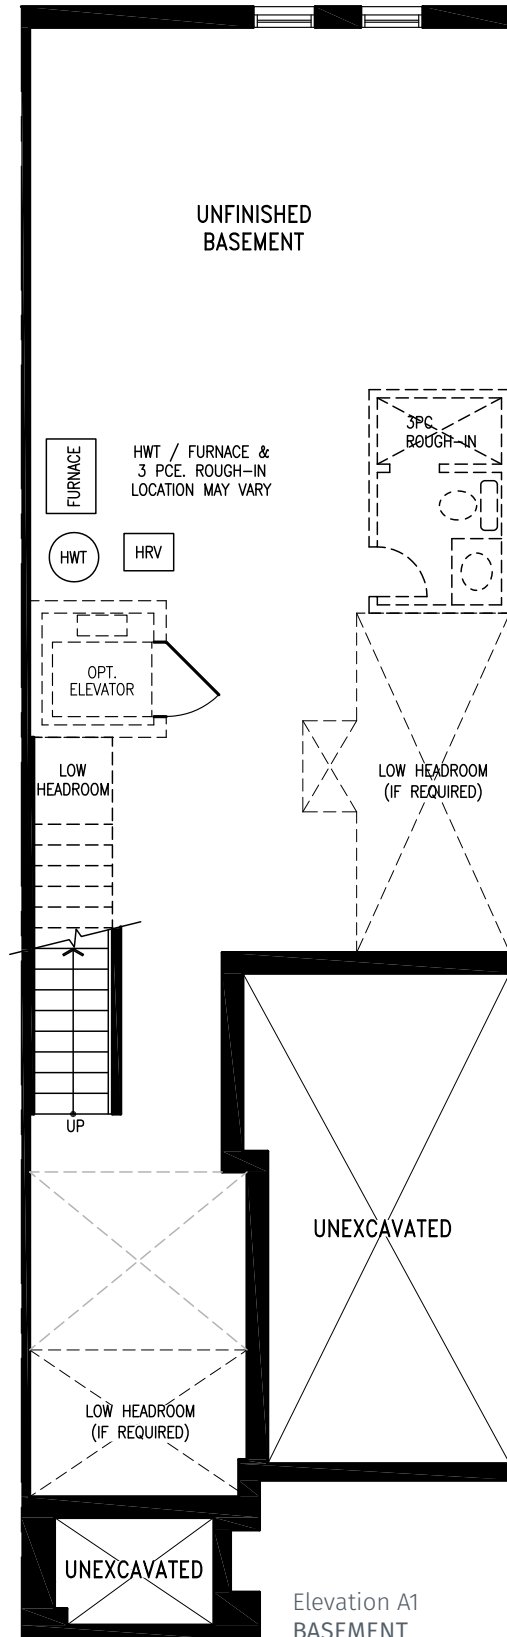 UNFINISHED
BASEMENT
3PC
ROUGH-IN
FURNACE
HWT / FURNACE &
3 PCE. ROUGH-IN
LOCATION MAY VARY
HWT
HRV
OPT.
ELEVATOR
LOW
HEADROOM
LOW HEADROOM
(IF REQUIRED)
UP
UNEXCAVATED
LOW HEADROOM
(IF REQUIRED)
UNEXCAVATED
Elevation A1
BASEMENT